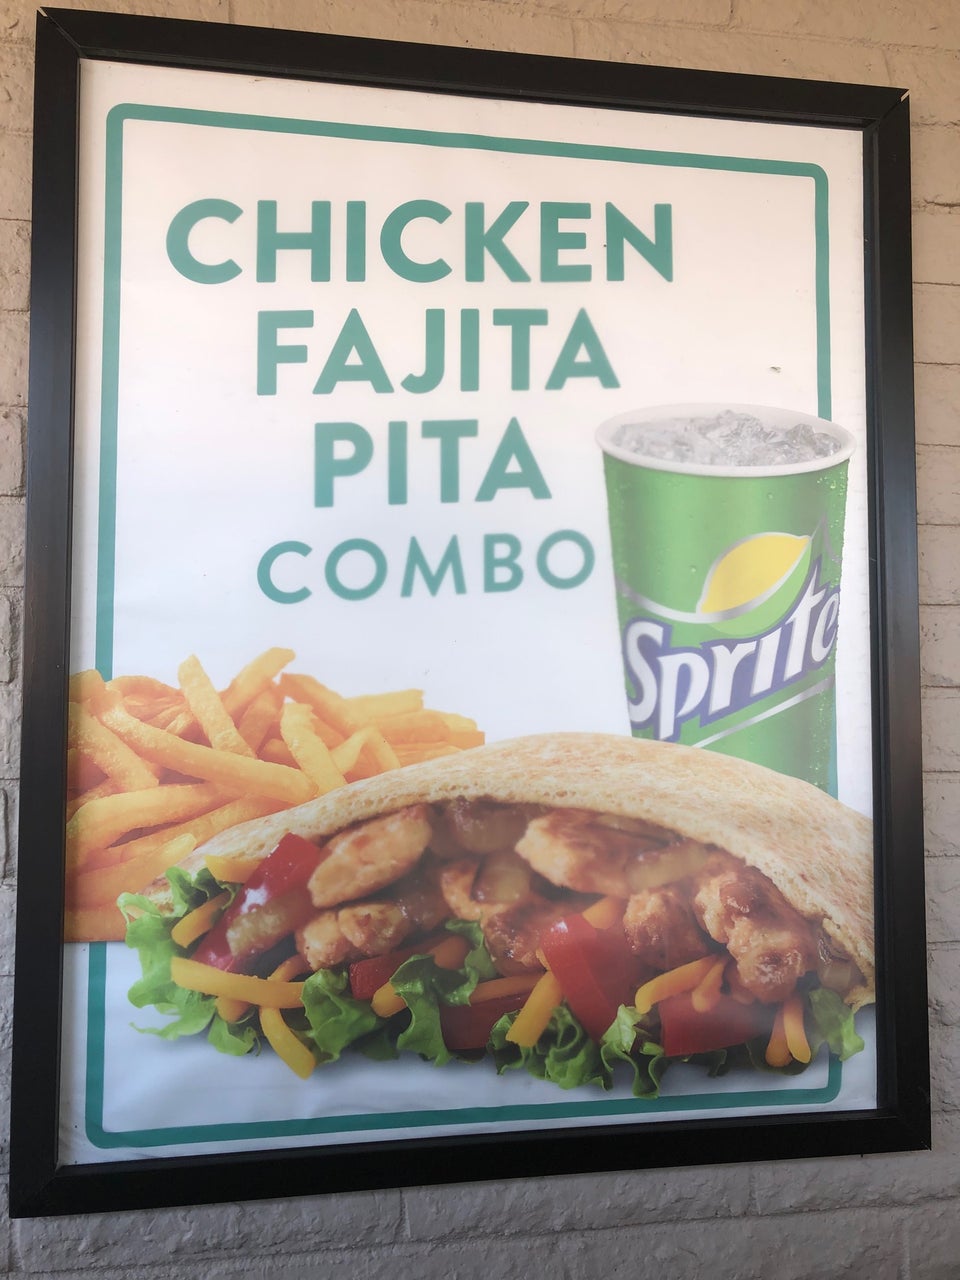 CHICKEN
FAJITA
PITA
COMBO
Sprite